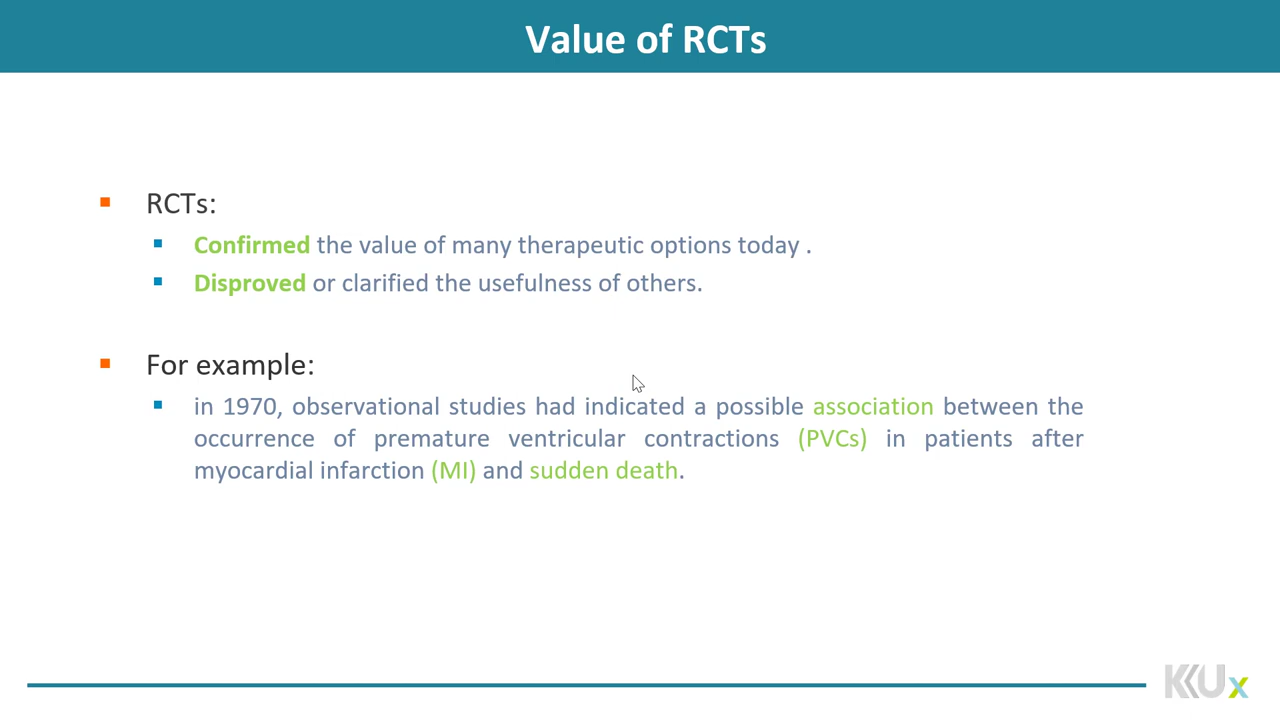 Value of RCTs
RCTs:
Confirmed the value of many therapeutic options today .
Disproved or clarified the usefulness of others.
For example:
in 1970, observational studies had indicated a possible association between the
occurrence of premature ventricular contractions (PVCs) in patients after
myocardial infarction (MI) and sudden death.
KKUx